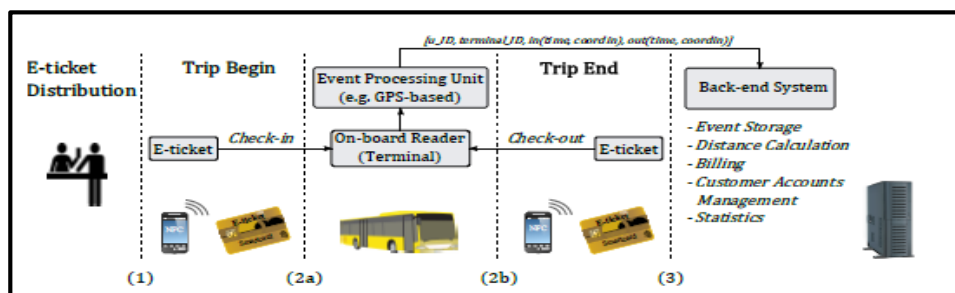 [u_ID, terminal_ID, in(time, coordin), out(time, coordin)]
E-ticket
Distribution
Trip Begin
Event Processing Unit
(e.g. GPS-based)
Trip End
Back-end System
E-ticket
Check-in
On-board Reader
(Terminal)
Check-out
E-ticket
- Event Storage
- Distance Calculation
- Billing
- Customer Accounts
Management
- Statistics
NFC
E-ticket
Smartcard
NFC
E-ticket
Smartcard
(1)
(2a)
(2b)
(3)